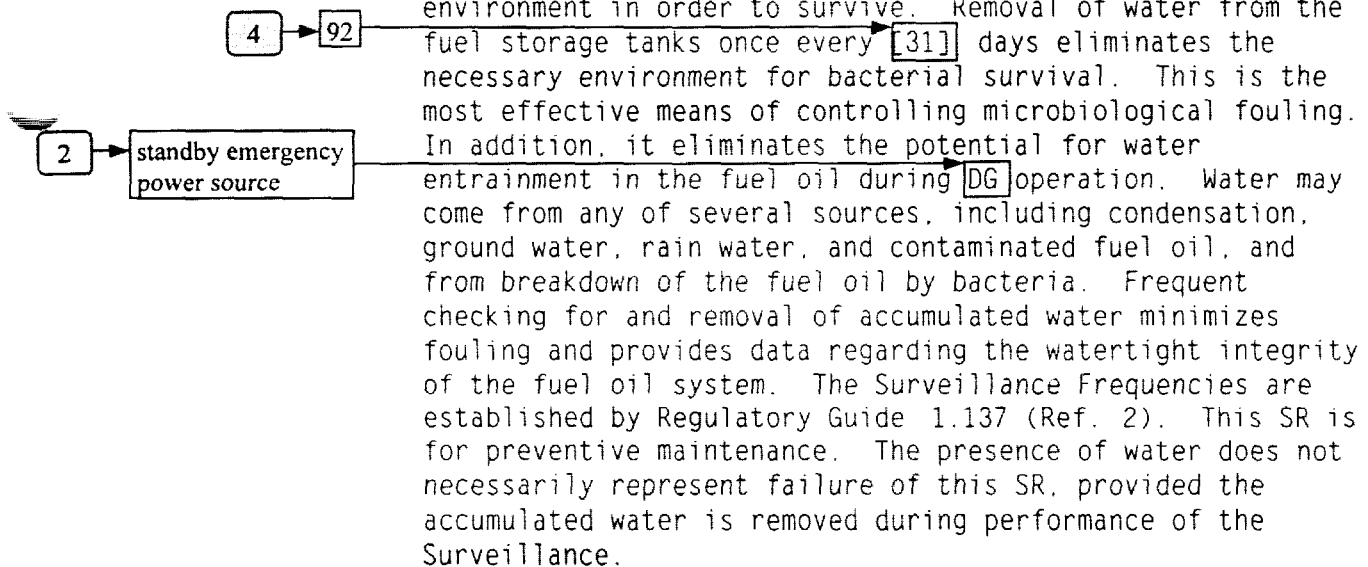 environment in order to survive. Removal of water from the
4 92 fuel storage tanks once every [31] days eliminates the
necessary environment for bacterial survival. This is the
most effective means of controlling microbiological fouling.
2 standby emergency In addition, it eliminates the potential for water
power source entrainment in the fuel oil during DG operation. Water may
come from any of several sources, including condensation,
ground water, rain water, and contaminated fuel oil, and
from breakdown of the fuel oil by bacteria. Frequent
checking for and removal of accumulated water minimizes
fouling and provides data regarding the watertight integrity
of the fuel oil system. The Surveillance Frequencies are
established by Regulatory Guide 1.137 (Ref. 2). This SR is
for preventive maintenance. The presence of water does not
necessarily represent failure of this SR, provided the
accumulated water is removed during performance of the
Surveillance.